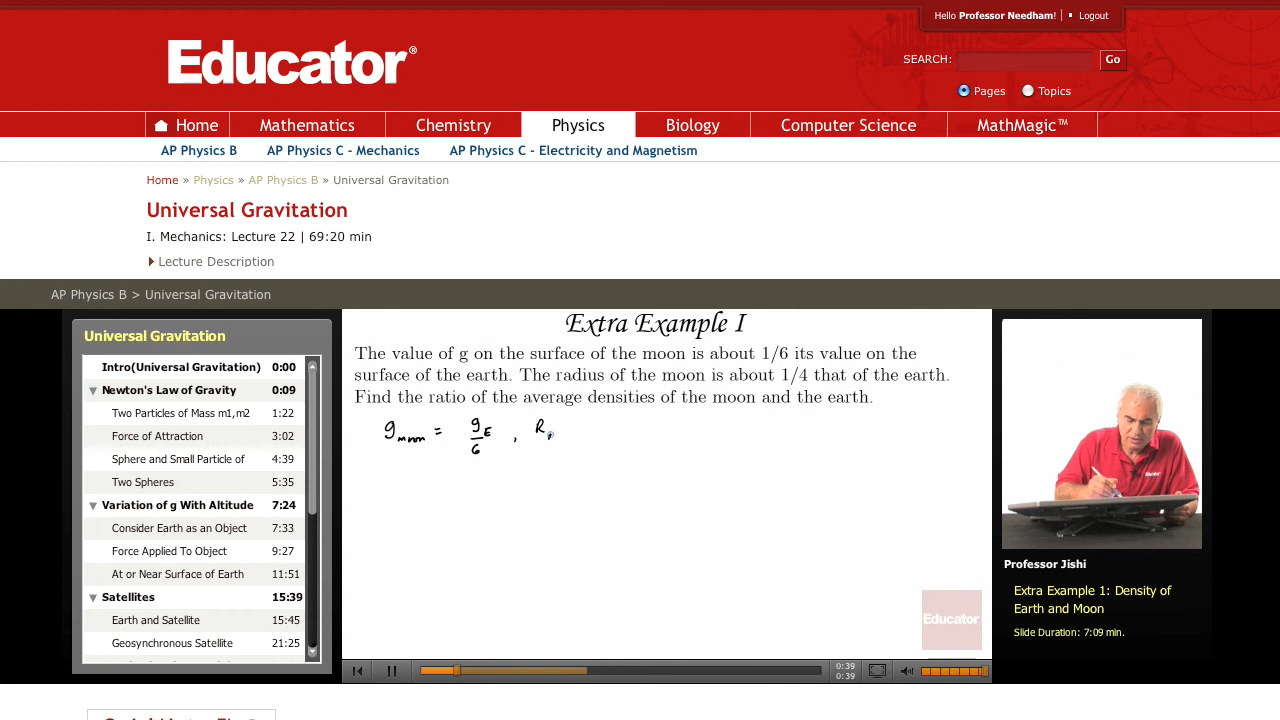 Hello Professor Needham! Logout
Educator®
SEARCH: Go
Pages Topics
Home Mathematics Chemistry Physics Biology Computer Science MathMagic™
AP Physics B AP Physics C - Mechanics AP Physics C - Electricity and Magnetism
Home » Physics » AP Physics B » Universal Gravitation
Universal Gravitation
I. Mechanics: Lecture 22 | 69:20 min
Lecture Description
AP Physics B > Universal Gravitation
Universal Gravitation
Intro(Universal Gravitation) 0:00
Newton's Law of Gravity 0:09
Two Particles of Mass m1,m2 1:22
Force of Attraction 3:02
Sphere and Small Particle of 4:39
Two Spheres 5:35
Variation of g With Altitude 7:24
Consider Earth as an Object 7:33
Force Applied To Object 9:27
At or Near Surface of Earth 11:51
Satellites 15:39
Earth and Satellite 15:45
Geosynchronous Satellite 21:25
Extra Example I
The value of g on the surface of the moon is about 1/6 its value on the
surface of the earth. The radius of the moon is about 1/4 that of the earth.
Find the ratio of the average densities of the moon and the earth.
g moon = g E / 6 , R
Educator
0:39
0:39
Professor Jishi
Extra Example 1: Density of
Earth and Moon
Slide Duration: 7:09 min.